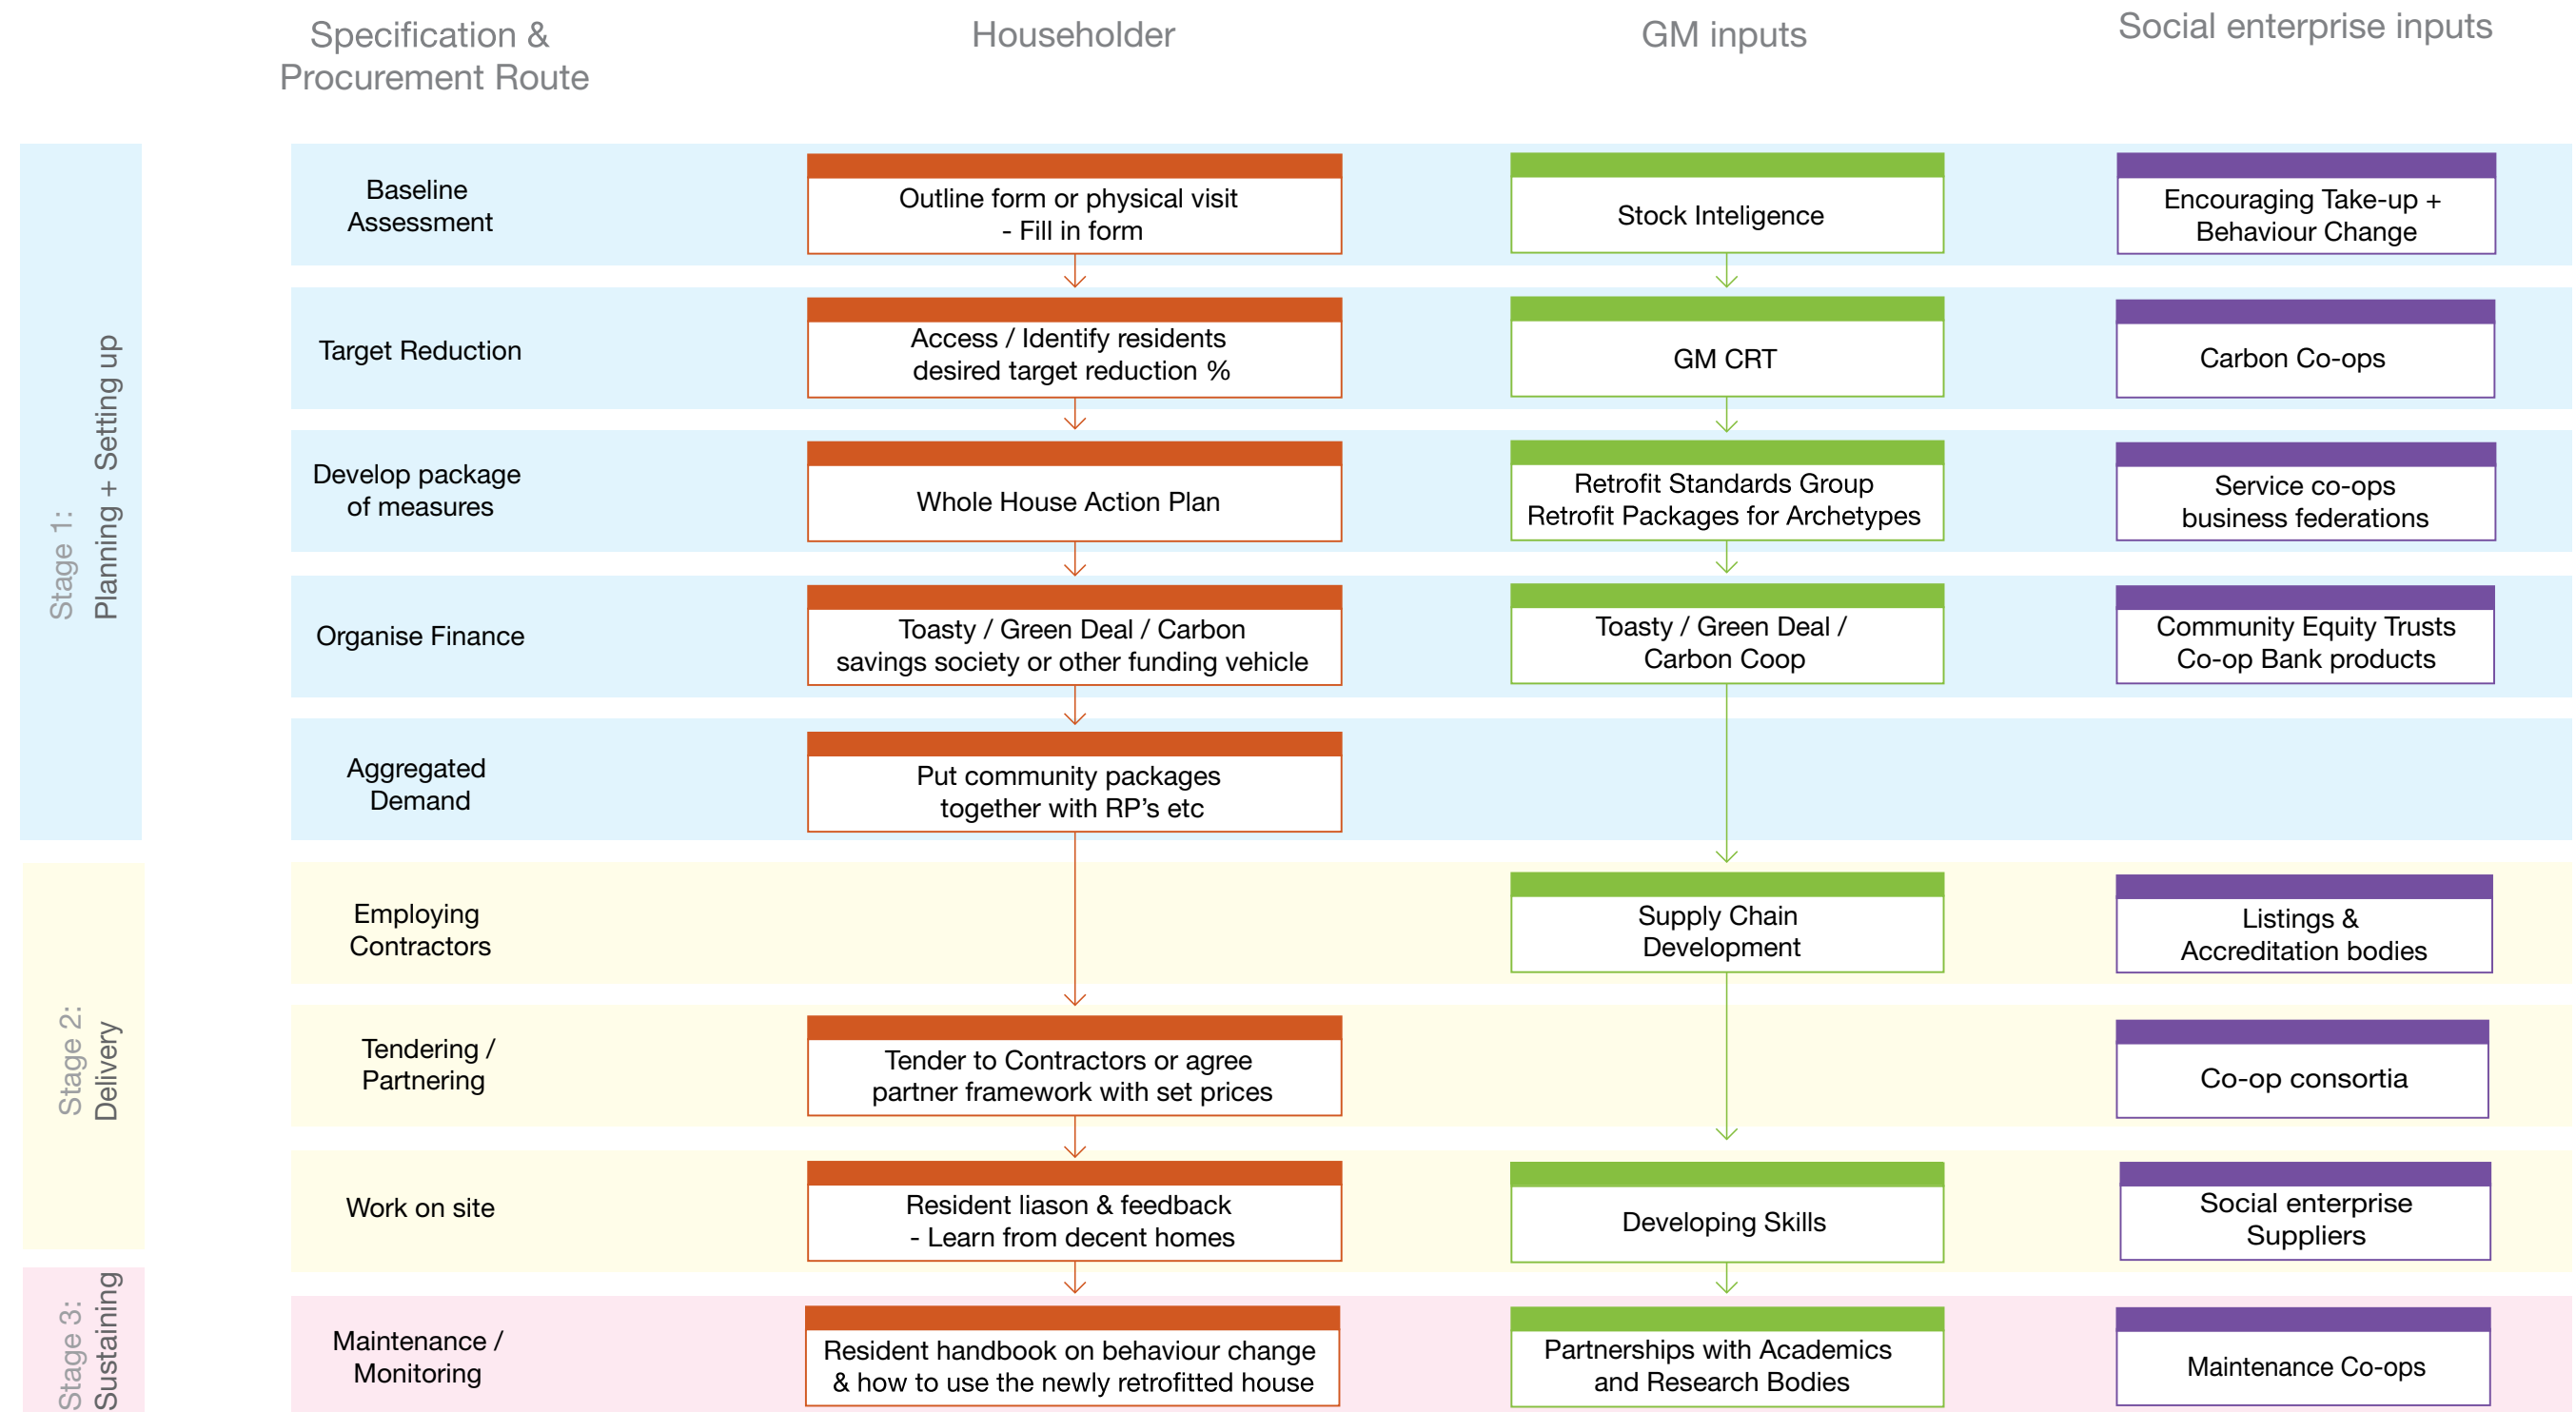 Specification &
Procurement Route
Householder
GM inputs
Social enterprise inputs
Stage 1:
Planning + Setting up
Baseline
Assessment
Outline form or physical visit
- Fill in form
Stock Inteligence
Encouraging Take-up +
Behaviour Change
Target Reduction
Access / Identify residents
desired target reduction %
GM CRT
Carbon Co-ops
Develop package
of measures
Whole House Action Plan
Retrofit Standards Group
Retrofit Packages for Archetypes
Service co-ops
business federations
Organise Finance
Toasty / Green Deal / Carbon
savings society or other funding vehicle
Toasty / Green Deal /
Carbon Coop
Community Equity Trusts
Co-op Bank products
Aggregated
Demand
Put community packages
together with RP’s etc
Stage 2:
Delivery
Employing
Contractors
Supply Chain
Development
Listings &
Accreditation bodies
Tendering /
Partnering
Tender to Contractors or agree
partner framework with set prices
Co-op consortia
Work on site
Resident liason & feedback
- Learn from decent homes
Developing Skills
Social enterprise
Suppliers
Stage 3:
Sustaining
Maintenance /
Monitoring
Resident handbook on behaviour change
& how to use the newly retrofitted house
Partnerships with Academics
and Research Bodies
Maintenance Co-ops